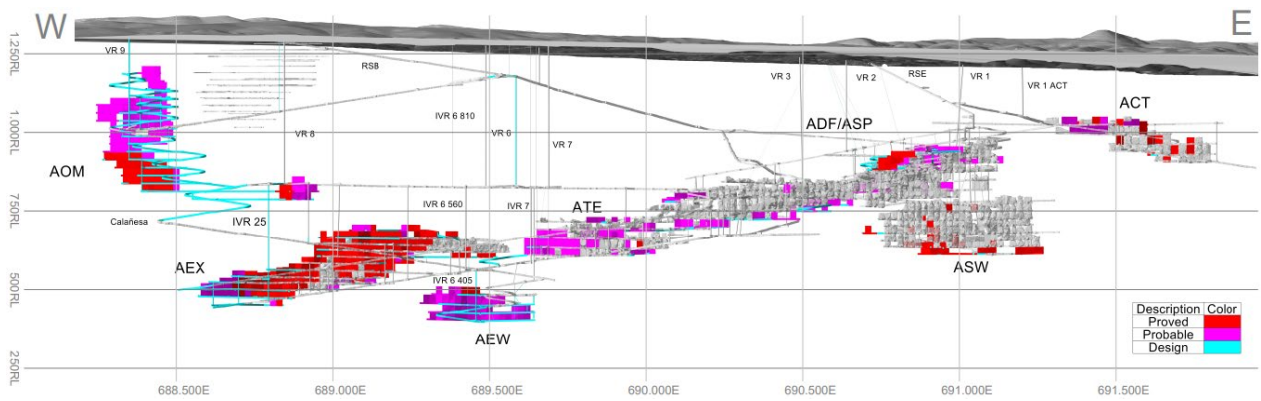 W
E
1.250RL
VR 9
RS8
VR 3
VR 2
RSE
VR 1
VR 1 ACT
ACT
IVR 6 810
ADF/ASP
1.000RL
VR 8
VR 6
VR 7
AOM
750RL
Calañesa
IVR 25
IVR 6 560
IVR 7
ATE
AEX
ASW
500RL
IVR 6 405
AEW
Description Color
Proved
Probable
Design
250RL
688.500E 689.000E 689.500E 690.000E 690.500E 691.000E 691.500E